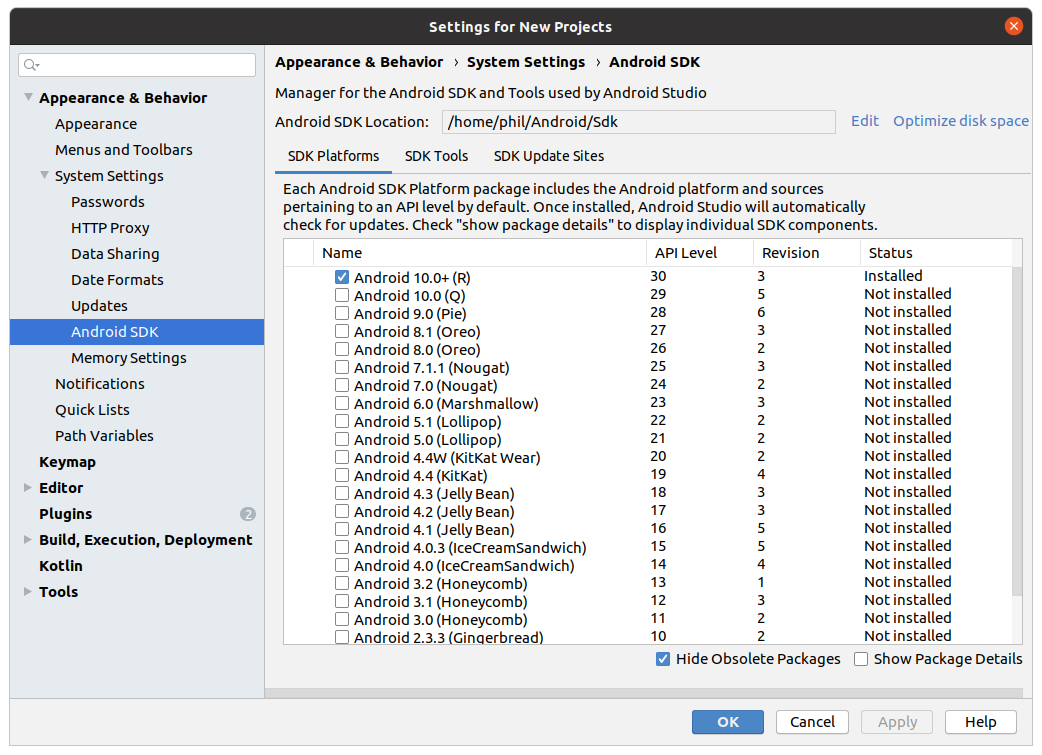 Settings for New Projects
Appearance & Behavior
Appearance
Menus and Toolbars
System Settings
Passwords
HTTP Proxy
Data Sharing
Date Formats
Updates
Android SDK
Memory Settings
Notifications
Quick Lists
Path Variables
Keymap
Editor
Plugins 2
Build, Execution, Deployment
Kotlin
Tools
Appearance & Behavior › System Settings › Android SDK
Manager for the Android SDK and Tools used by Android Studio
Android SDK Location: /home/phil/Android/Sdk Edit Optimize disk space
SDK Platforms SDK Tools SDK Update Sites
Each Android SDK Platform package includes the Android platform and sources
pertaining to an API level by default. Once installed, Android Studio will automatically
check for updates. Check "show package details" to display individual SDK components.
Name API Level Revision Status
Android 10.0+ (R) 30 3 Installed
Android 10.0 (Q) 29 5 Not installed
Android 9.0 (Pie) 28 6 Not installed
Android 8.1 (Oreo) 27 3 Not installed
Android 8.0 (Oreo) 26 2 Not installed
Android 7.1.1 (Nougat) 25 3 Not installed
Android 7.0 (Nougat) 24 2 Not installed
Android 6.0 (Marshmallow) 23 3 Not installed
Android 5.1 (Lollipop) 22 2 Not installed
Android 5.0 (Lollipop) 21 2 Not installed
Android 4.4W (KitKat Wear) 20 2 Not installed
Android 4.4 (KitKat) 19 4 Not installed
Android 4.3 (Jelly Bean) 18 3 Not installed
Android 4.2 (Jelly Bean) 17 3 Not installed
Android 4.1 (Jelly Bean) 16 5 Not installed
Android 4.0.3 (IceCreamSandwich) 15 5 Not installed
Android 4.0 (IceCreamSandwich) 14 4 Not installed
Android 3.2 (Honeycomb) 13 1 Not installed
Android 3.1 (Honeycomb) 12 3 Not installed
Android 3.0 (Honeycomb) 11 2 Not installed
Android 2.3.3 (Gingerbread) 10 2 Not installed
Hide Obsolete Packages Show Package Details
OK Cancel Apply Help